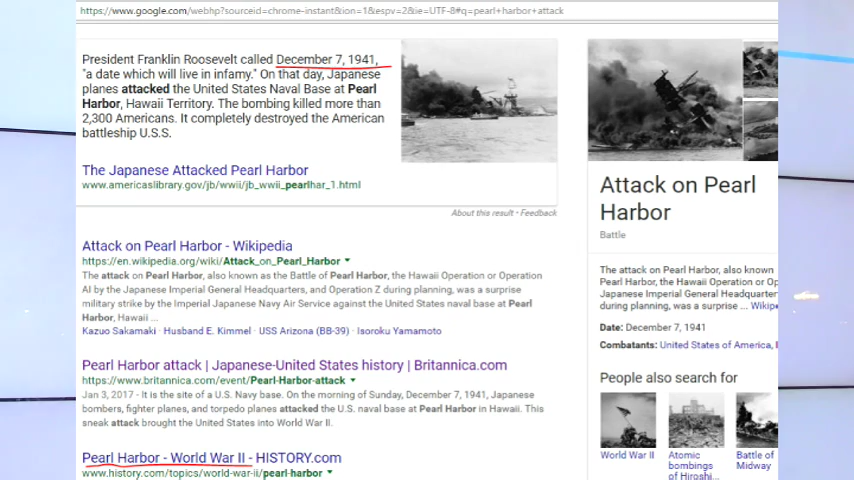 https://www.google.com/webhp?sourceid=chrome-instant&ion=1&espv=2&ie=UTF-8#q=pearl+harbor+attack
President Franklin Roosevelt called December 7, 1941,
"a date which will live in infamy." On that day, Japanese
planes attacked the United States Naval Base at Pearl
Harbor, Hawaii Territory. The bombing killed more than
2,300 Americans. It completely destroyed the American
battleship U.S.S.
The Japanese Attacked Pearl Harbor
www.americaslibrary.gov/jb/wwii/jb_wwii_pearlhar_1.html
About this result • Feedback
Attack on Pearl Harbor - Wikipedia
https://en.wikipedia.org/wiki/Attack_on_Pearl_Harbor
The attack on Pearl Harbor, also known as the Battle of Pearl Harbor, the Hawaii Operation or Operation
AI by the Japanese Imperial General Headquarters, and Operation Z during planning, was a surprise
military strike by the Imperial Japanese Navy Air Service against the United States naval base at Pearl
Harbor, Hawaii ...
Kazuo Sakamaki · Husband E. Kimmel · USS Arizona (BB-39) · Isoroku Yamamoto
Pearl Harbor attack | Japanese-United States history | Britannica.com
https://www.britannica.com/event/Pearl-Harbor-attack
Jan 3, 2017 - It is the site of a U.S. Navy base. On the morning of Sunday, December 7, 1941, Japanese
bombers, fighter planes, and torpedo planes attacked the U.S. naval base at Pearl Harbor in Hawaii. This
sneak attack brought the United States into World War II.
Pearl Harbor - World War II - HISTORY.com
www.history.com/topics/world-war-ii/pearl-harbor
Attack on Pearl
Harbor
Battle
The attack on Pearl Harbor, also known
Pearl Harbor, the Hawaii Operation or O
Japanese Imperial General Headquarter
during planning, was a surprise ... Wikipe
Date: December 7, 1941
Combatants: United States of America,
People also search for
World War II
Atomic
bombings
of Hiroshi...
Battle of
Midway